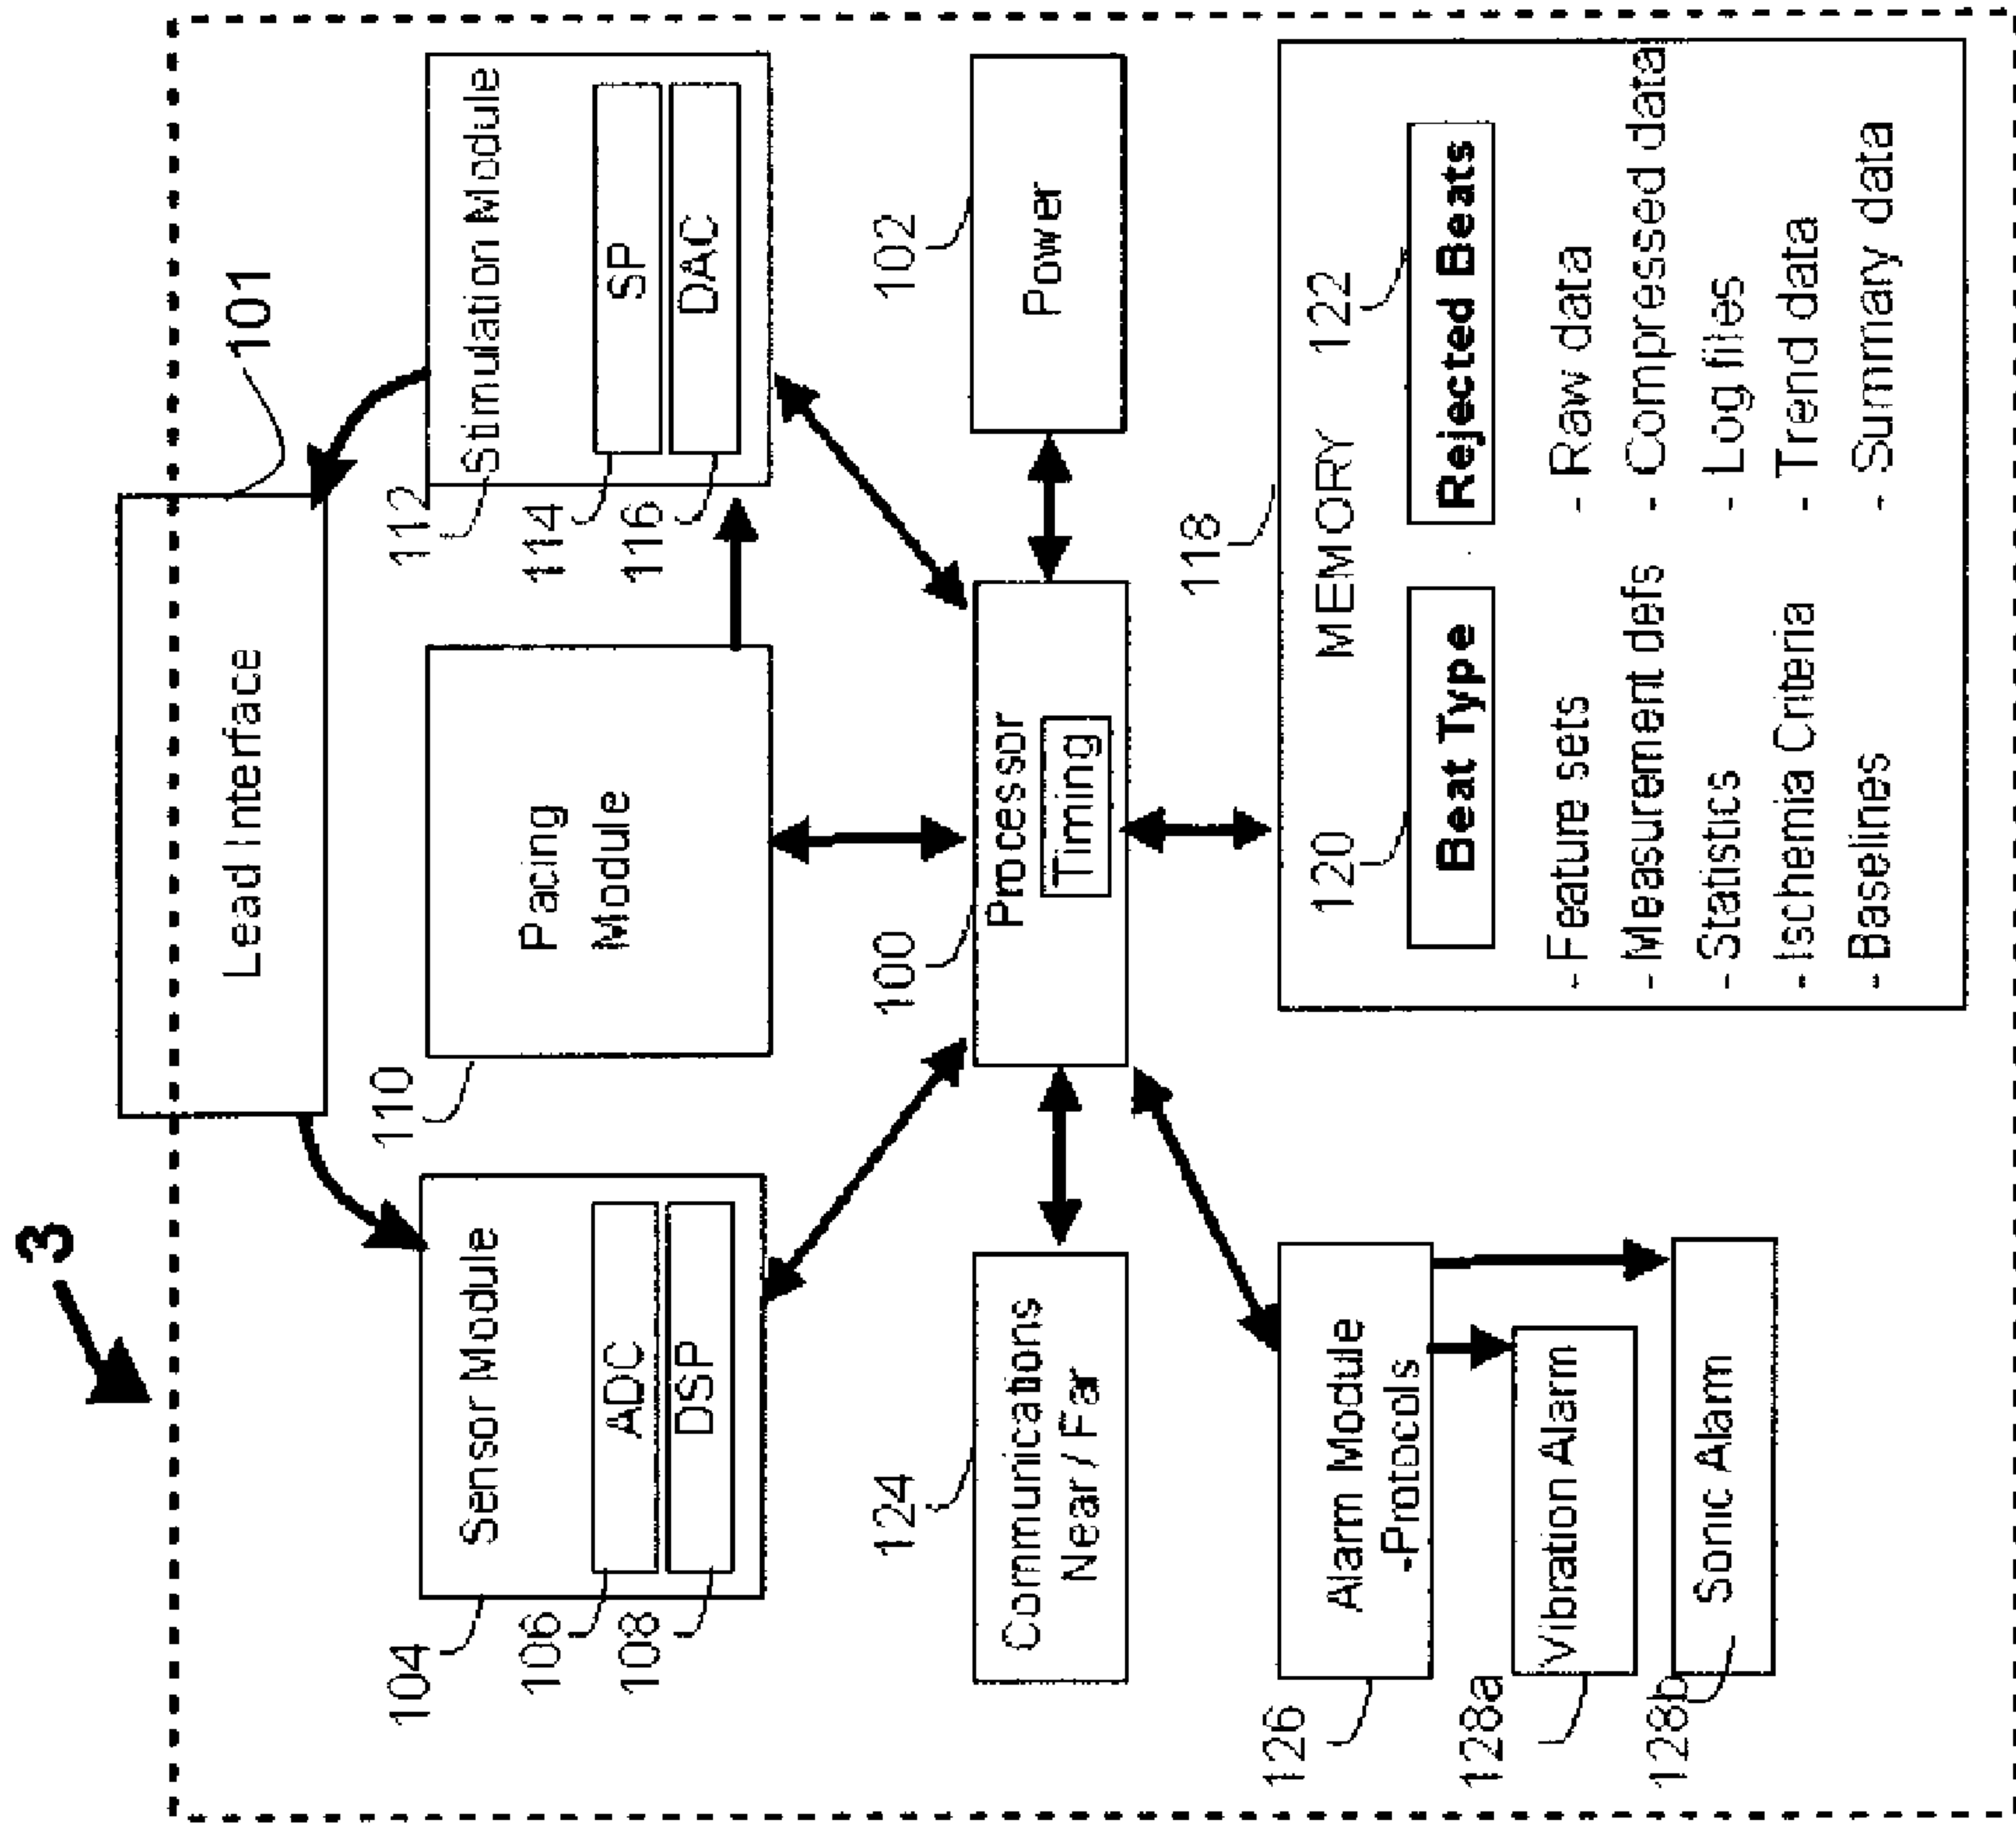 3
Lead Interface
101
104
Sensor Module
106
ADC
108
DSP
110
Pacing
Module
112
Stimulation Module
114
SP
116
DAC
124
Communications
Near / Far
100
Processor
Timing
102
Power
126
Alarm Module
-Protocols
128a
Vibration Alarm
128b
Sonic Alarm
118
MEMORY
120
Beat Type
122
Rejected Beats
- Feature sets
- Measurement defs
- Statistics
- Ischemia Criteria
- Baselines
- Raw data
- Compressed data
- Log files
- Trend data
- Summary data